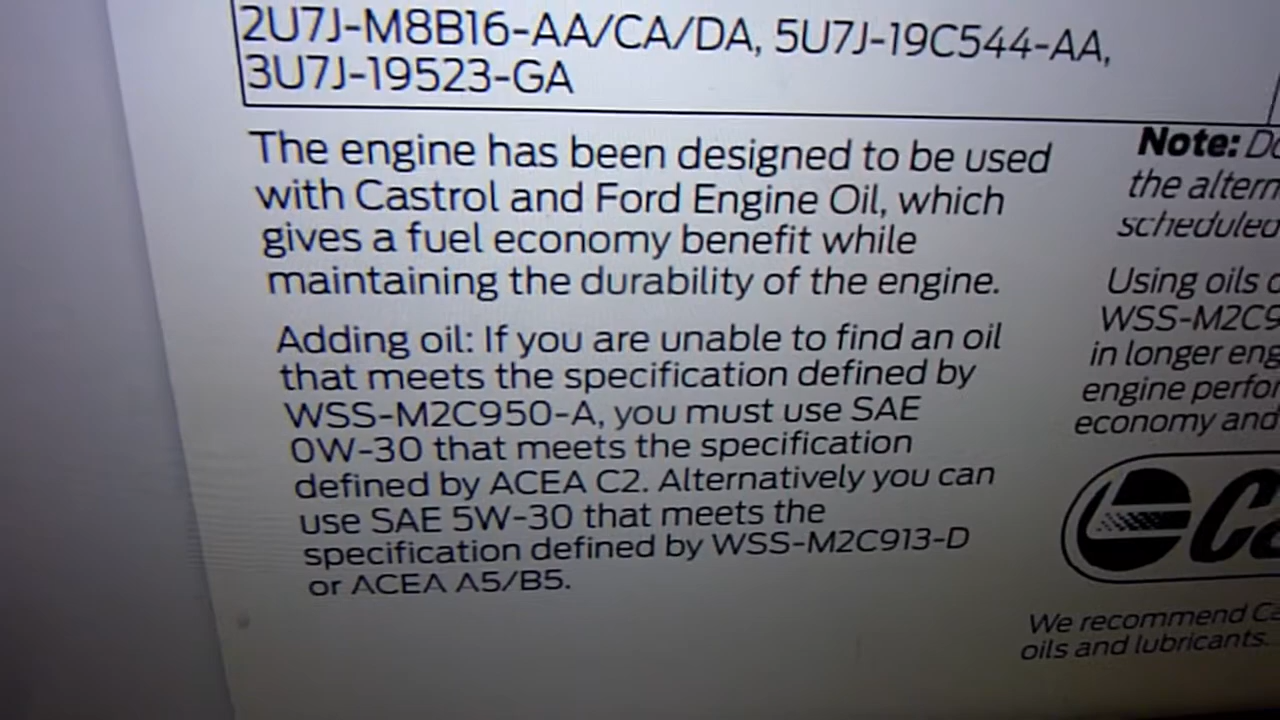 2U7J-M8B16-AA/CA/DA, 5U7J-19C544-AA,
3U7J-19523-GA
The engine has been designed to be used
with Castrol and Ford Engine Oil, which
gives a fuel economy benefit while
maintaining the durability of the engine.
Adding oil: If you are unable to find an oil
that meets the specification defined by
WSS-M2C950-A, you must use SAE
0W-30 that meets the specification
defined by ACEA C2. Alternatively you can
use SAE 5W-30 that meets the
specification defined by WSS-M2C913-D
or ACEA A5/B5.
Note:
the
scheduled
Using oils
in longer
engine
economy and
We recommend
oils and lubricants.